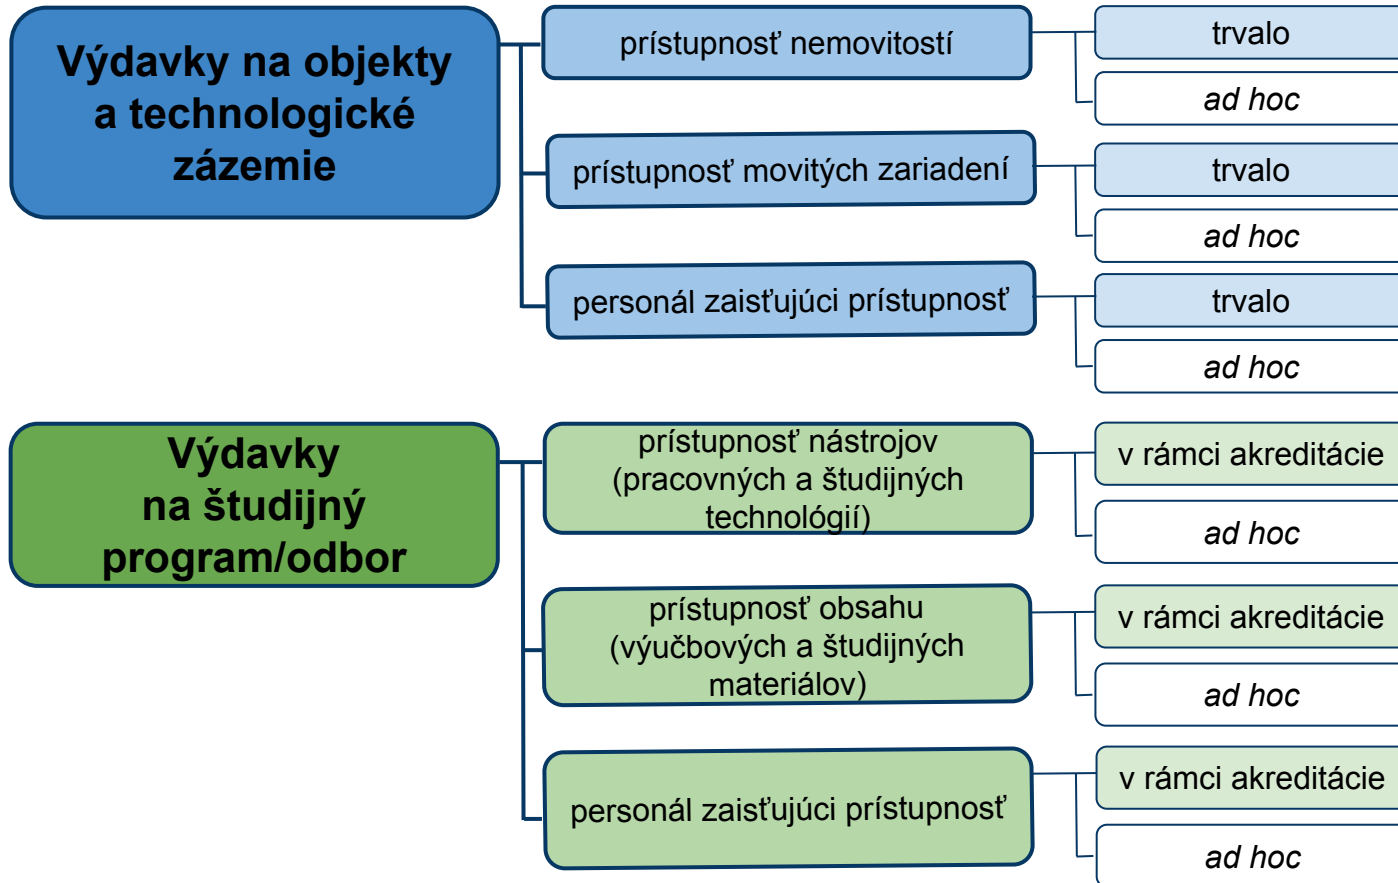 Výdavky na objekty
a technologické
zázemie
prístupnosť nemovitostí
trvalo
ad hoc
prístupnosť movitých zariadení
trvalo
ad hoc
personál zaisťujúci prístupnosť
trvalo
ad hoc
Výdavky
na študijný
program/odbor
prístupnosť nástrojov
(pracovných a študijných
technológií)
v rámci akreditácie
ad hoc
prístupnosť obsahu
(výučbových a študijných
materiálov)
v rámci akreditácie
ad hoc
personál zaisťujúci prístupnosť
v rámci akreditácie
ad hoc